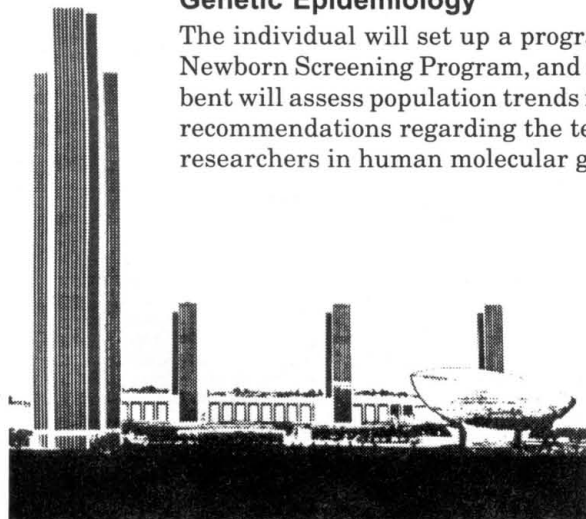 Genetic Epidemiology
The individual will set up a progra
Newborn Screening Program, and
bent will assess population trends
recommendations regarding the te
researchers in human molecular g